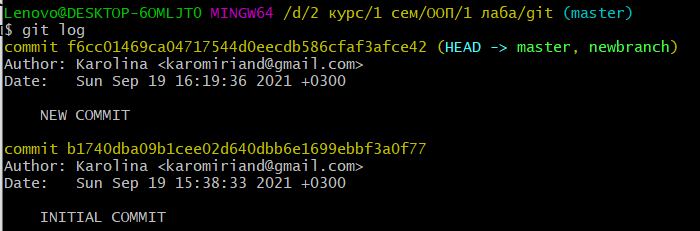 Lenovo@DESKTOP-6OMLJTO MINGW64 /d/2 курс/1 сем/ООП/1 лаба/git (master)
$ git log
commit f6cc01469ca04717544d0eecdb586cfaf3afce42 (HEAD -> master, newbranch)
Author: Karolina <karomiriand@gmail.com>
Date:   Sun Sep 19 16:19:36 2021 +0300
    NEW COMMIT
commit b1740dba09b1cee02d640dbb6e1699ebbf3a0f77
Author: Karolina <karomiriand@gmail.com>
Date:   Sun Sep 19 15:38:33 2021 +0300
    INITIAL COMMIT